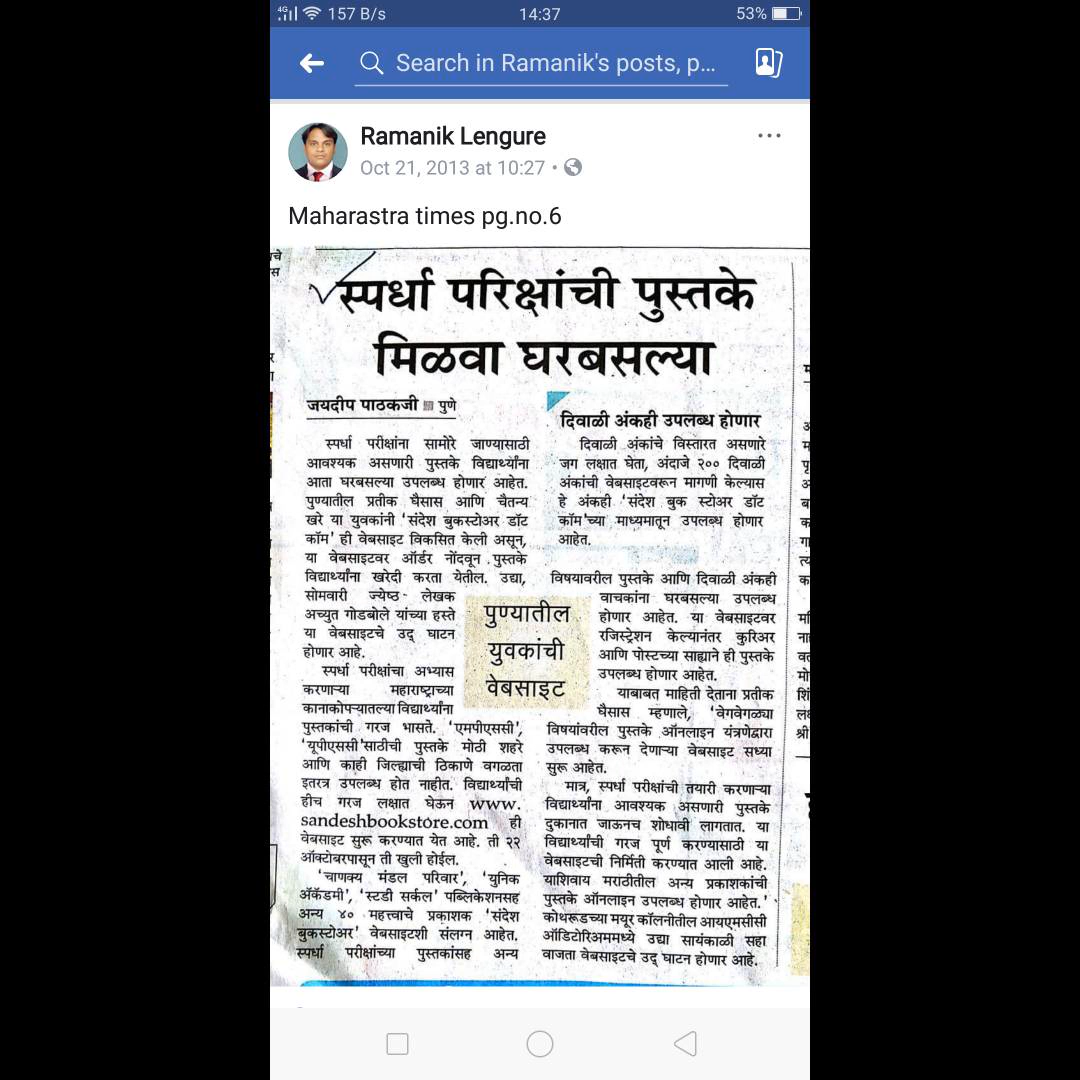 4G 157 B/s 14:37 53%
Search in Ramanik's posts, p...
Ramanik Lengure
Oct 21, 2013 at 10:27
Maharastra times pg.no.6
स्पर्धा परिक्षांची पुस्तके
मिळवा घरबसल्या
जयदीप पाठकजी पुणे
स्पर्धा परीक्षांना सामोरे जाण्यासाठी
आवश्यक असणारी पुस्तके विद्यार्थ्यांना
आता घरबसल्या उपलब्ध होणार आहेत.
पुण्यातील प्रतीक घैसास आणि चैतन्य
खरे या युवकांनी 'संदेश बुकस्टोअर डॉट
कॉम' ही वेबसाइट विकसित केली असून,
या वेबसाइटवर ऑर्डर नोंदवून पुस्तके
विद्यार्थ्यांना खरेदी करता येतील. उद्या,
सोमवारी ज्येष्ठ लेखक
अच्युत गोडबोले यांच्या हस्ते
या वेबसाइटचे उद् घाटन
होणार आहे.
स्पर्धा परीक्षांचा अभ्यास
करणाऱ्या महाराष्ट्राच्या
कानाकोपऱ्यातल्या विद्यार्थ्यांना
पुस्तकांची गरज भासते. 'एमपीएससी',
'यूपीएससी'साठीची पुस्तके मोठी शहरे
आणि काही जिल्ह्याची ठिकाणे वगळता
इतरत्र उपलब्ध होत नाहीत. विद्यार्थ्यांची
हीच गरज लक्षात घेऊन www.
sandeshbookstore.com ही
वेबसाइट सुरू करण्यात येत आहे. ती २२
ऑक्टोबरपासून ती खुली होईल.
'चाणक्य मंडल परिवार', 'युनिक
अॅकॅडमी', 'स्टडी सर्कल' पब्लिकेशनसह
अन्य ४० महत्त्वाचे प्रकाशक 'संदेश
बुकस्टोअर' वेबसाइटशी संलग्न आहेत.
स्पर्धा परीक्षांच्या पुस्तकांसह अन्य
पुण्यातील
युवकांची
वेबसाइट
दिवाळी अंकही उपलब्ध होणार
दिवाळी अंकांचे विस्तारत असणारे
जग लक्षात घेता, अंदाजे २०० दिवाळी
अंकांची वेबसाइटवरून मागणी केल्यास
हे अंकही 'संदेश बुक स्टोअर डॉट
कॉम'च्या माध्यमातून उपलब्ध होणार
आहेत.
विषयावरील पुस्तके आणि दिवाळी अंकही
वाचकांना घरबसल्या उपलब्ध
होणार आहेत. या वेबसाइटवर
रजिस्ट्रेशन केल्यानंतर कुरिअर
आणि पोस्टच्या साह्याने ही पुस्तके
उपलब्ध होणार आहेत.
याबाबत माहिती देताना प्रतीक
घैसास म्हणाले, 'वेगवेगळ्या
विषयांवरील पुस्तके ऑनलाइन यंत्रणेद्वारा
उपलब्ध करून देणाऱ्या वेबसाइट सध्या
सुरू आहेत.
मात्र, स्पर्धा परीक्षांची तयारी करणाऱ्या
विद्यार्थ्यांना आवश्यक असणारी पुस्तके
दुकानात जाऊनच शोधावी लागतात. या
विद्यार्थ्यांची गरज पूर्ण करण्यासाठी या
वेबसाइटची निर्मिती करण्यात आली आहे.
याशिवाय मराठीतील अन्य प्रकाशकांची
पुस्तके ऑनलाइन उपलब्ध होणार आहेत.'
कोथरूडच्या मयूर कॉलनीतील आयएमसीसी
ऑडिटोरिअममध्ये उद्या सायंकाळी सहा
वाजता वेबसाइटचे उद् घाटन होणार आहे.